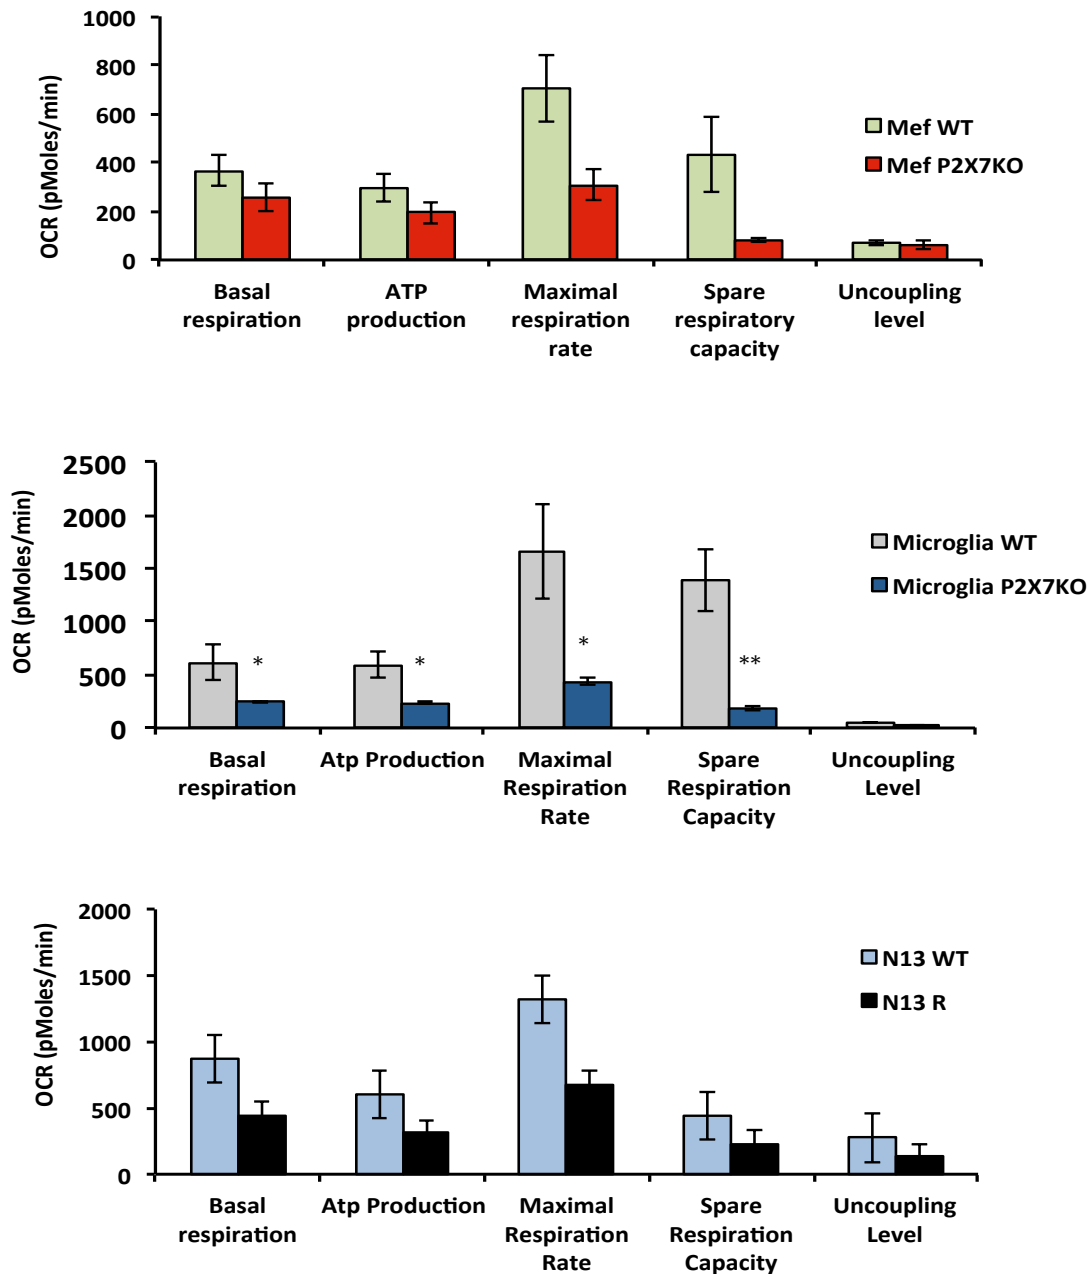 1000
800
600
400
200
0
OCR (pMoles/min)
Mef WT
Mef P2X7KO
Basal
respiration
ATP
production
Maximal
respiration
rate
Spare
respiratory
capacity
Uncoupling
level
2500
2000
1500
1000
500
0
OCR (pMoles/min)
Microglia WT
Microglia P2X7KO
*
*
*
**
Basal
respiration
Atp Production
Maximal
Respiration
Rate
Spare
Respiration
Capacity
Uncoupling
Level
2000
1500
1000
500
0
OCR (pMoles/min)
N13 WT
N13 R
Basal
respiration
Atp Production
Maximal
Respiration
Rate
Spare
Respiration
Capacity
Uncoupling
Level